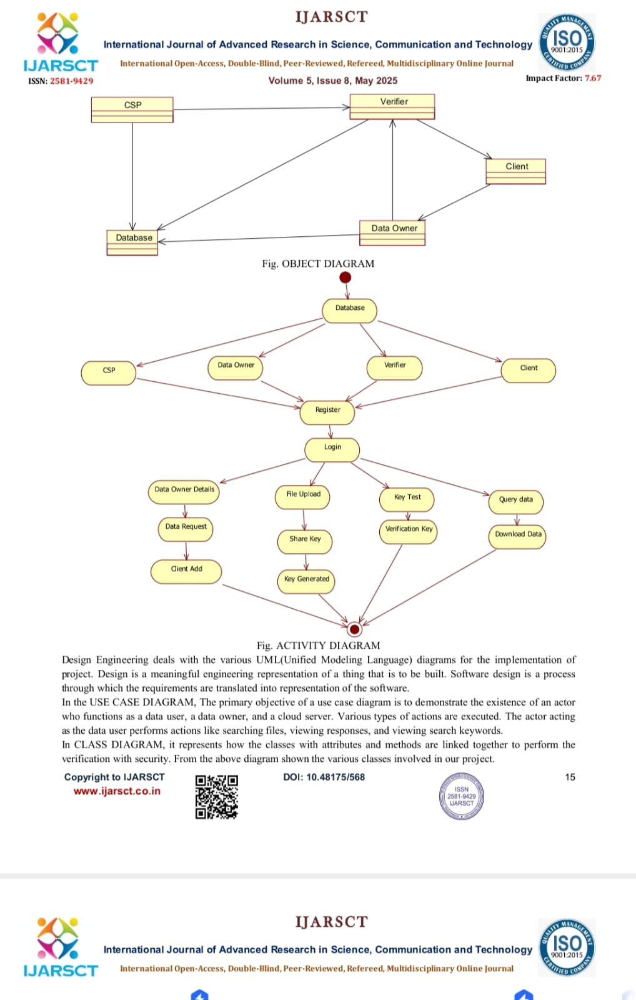 IJARSCT
International Journal of Advanced Research in Science, Communication and Technology
IJARSCT
International Open-Access, Double-Blind, Peer-Reviewed, Refereed, Multidisciplinary Online Journal
ISSN: 2581-9429
Volume 5, Issue 8, May 2025
QUALITY MANAGEMENT
ISO
9001:2015
CERTIFIED COMPANY
Impact Factor: 7.67
CSP
Verifier
Client
Data Owner
Database
Fig. OBJECT DIAGRAM
Database
CSP
Data Owner
Verifier
Client
Register
Login
Data Owner Details
File Upload
Key Test
Query data
Data Request
Share Key
Verification Key
Download Data
Client Add
Key Generated
Fig. ACTIVITY DIAGRAM
Design Engineering deals with the various UML(Unified Modeling Language) diagrams for the implementation of
project. Design is a meaningful engineering representation of a thing that is to be built. Software design is a process
through which the requirements are translated into representation of the software.
In the USE CASE DIAGRAM, The primary objective of a use case diagram is to demonstrate the existence of an actor
who functions as a data user, a data owner, and a cloud server. Various types of actions are executed. The actor acting
as the data user performs actions like searching files, viewing responses, and viewing search keywords.
In CLASS DIAGRAM, it represents how the classes with attributes and methods are linked together to perform the
verification with security. From the above diagram shown the various classes involved in our project.
Copyright to IJARSCT
www.ijarsct.co.in
DOI: 10.48175/568
ISSN
2581-9429
IJARSCT
15
IJARSCT
International Journal of Advanced Research in Science, Communication and Technology
IJARSCT
International Open-Access, Double-Blind, Peer-Reviewed, Refereed, Multidisciplinary Online Journal
QUALITY MANAGEMENT
ISO
9001:2015
CERTIFIED COMPANY